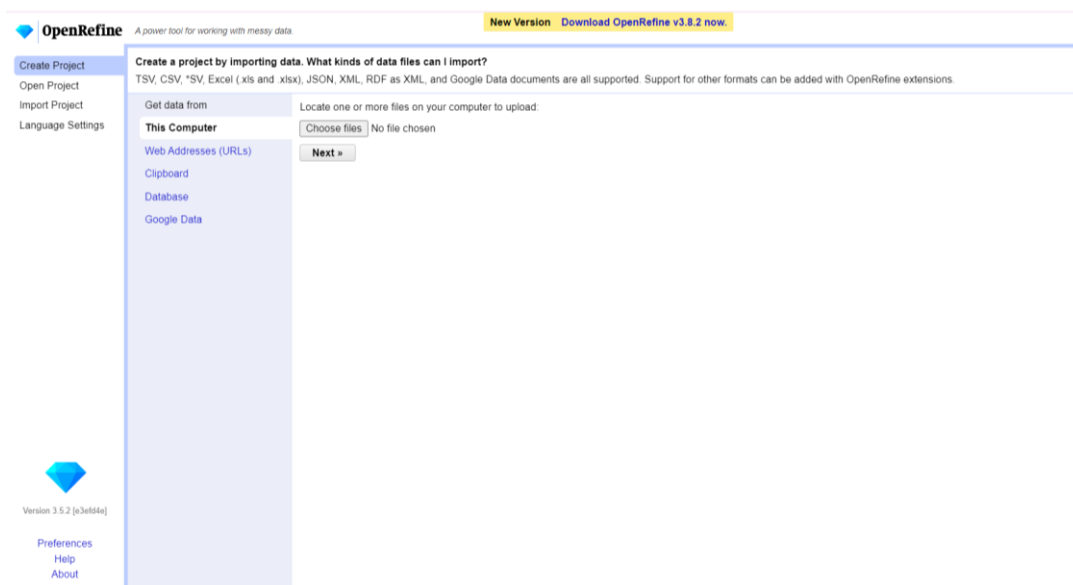 OpenRefine A power tool for working with messy data
New Version Download OpenRefine v3.8.2 now.
Create Project
Open Project
Import Project
Language Settings
Create a project by importing data. What kinds of data files can I import?
TSV, CSV, *SV, Excel (.xls and .xlsx), JSON, XML, RDF as XML, and Google Data documents are all supported. Support for other formats can be added with OpenRefine extensions.
Get data from
This Computer
Web Addresses (URLs)
Clipboard
Database
Google Data
Locate one or more files on your computer to upload:
Choose files No file chosen
Next »
Version 3.5.2 [e3efd4e]
Preferences
Help
About